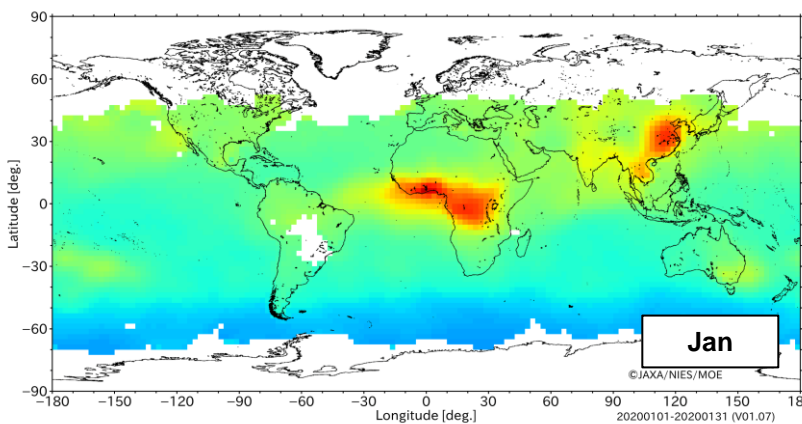 90
60
30
0
−30
−60
−90
Latitude [deg.]
Jan
©JAXA/NIES/MOE
−180 −150 −120 −90 −60 −30 0 30 60 90 120 150 180
Longitude [deg.]
20200101-20200131 (V01.07)